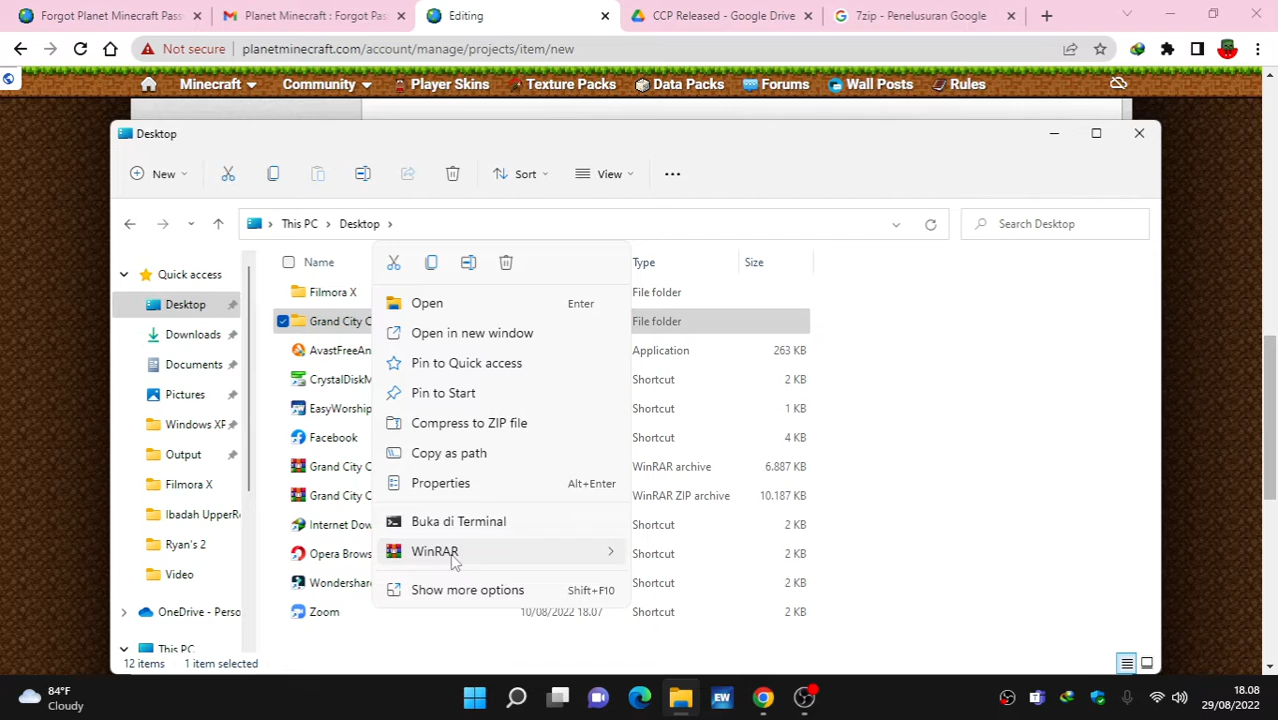 Forgot Planet Minecraft Pass
Planet Minecraft : Forgot Pas
Editing
CCP Released - Google Drive
7zip - Penelusuran Google
Not secure
planetminecraft.com/account/manage/projects/item/new
Minecraft
Community
Player Skins
Texture Packs
Data Packs
Forums
Wall Posts
Rules
Desktop
New
Sort
View
This PC
Desktop
Search Desktop
Quick access
Desktop
Downloads
Documents
Pictures
Windows XP
Output
Filmora X
Ibadah UpperR
Ryan's 2
Video
OneDrive - Perso
This PC
Name
Type
Size
Filmora X
File folder
Grand City C
File folder
AvastFreeAn
Application
263 KB
CrystalDiskM
Shortcut
2 KB
EasyWorship
Shortcut
1 KB
Facebook
Shortcut
4 KB
Grand City C
WinRAR archive
6.887 KB
Grand City C
WinRAR ZIP archive
10.187 KB
Internet Dow
Shortcut
2 KB
Opera Brows
Shortcut
2 KB
Wondershar
Shortcut
2 KB
Zoom
10/08/2022 18.07
Shortcut
2 KB
Open
Enter
Open in new window
Pin to Quick access
Pin to Start
Compress to ZIP file
Copy as path
Properties
Alt+Enter
Buka di Terminal
WinRAR
Show more options
Shift+F10
12 items
1 item selected
84°F
Cloudy
EW
18.08
29/08/2022